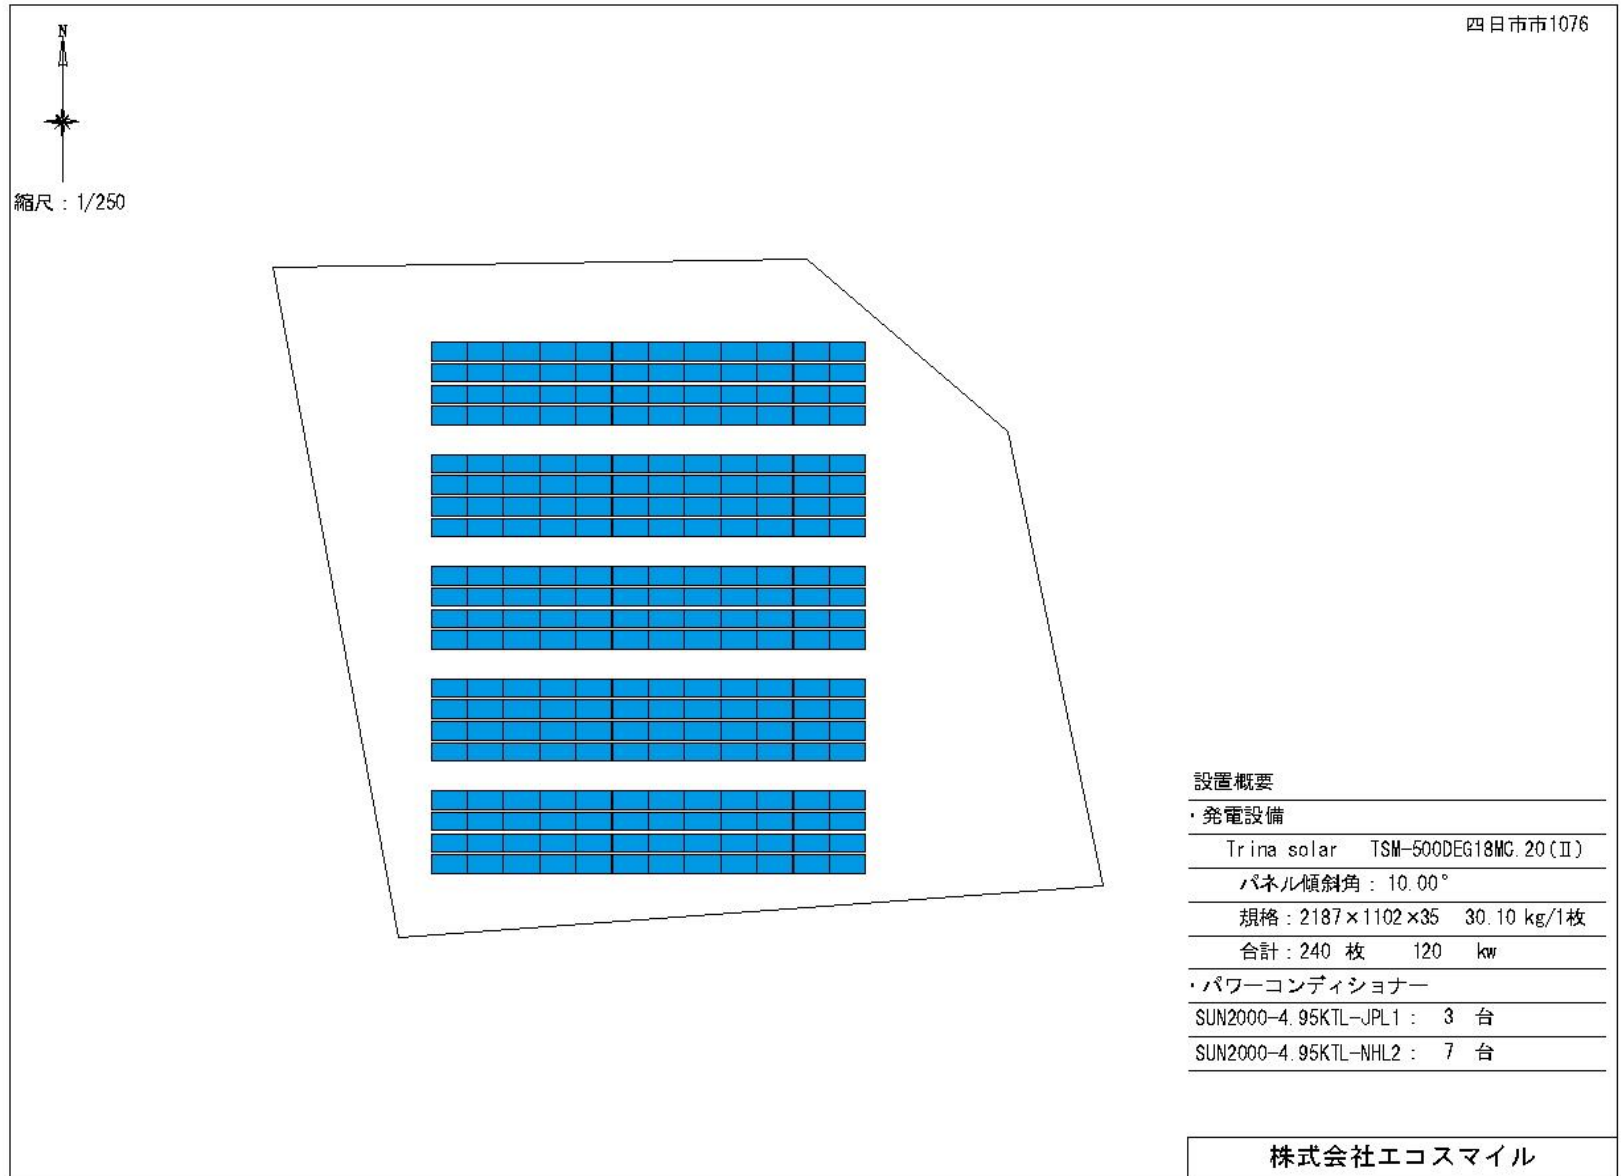 四日市市1076
N
縮尺：1/250
設置概要
・発電設備
Trina solar TSM-500DEG18MC.20(Ⅱ)
パネル傾斜角：10.00°
規格：2187×1102×35 30.10 kg/1枚
合計：240 枚 120 kw
・パワーコンディショナー
SUN2000-4.95KTL-JPL1： 3 台
SUN2000-4.95KTL-NHL2： 7 台
株式会社エコスマイル